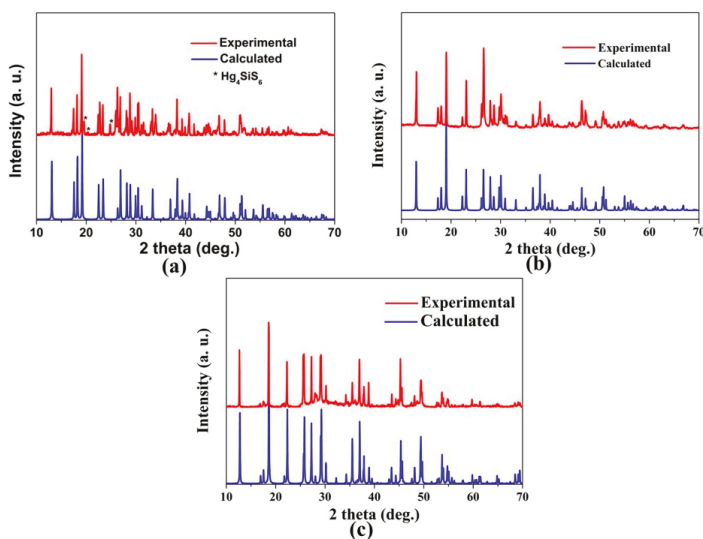 Intensity (a. u.)
Experimental
Calculated
* Hg4SiS6
*
*
*
10 20 30 40 50 60 70
2 theta (deg.)
(a)
Intensity (a. u.)
Experimental
Calculated
10 20 30 40 50 60 70
2 theta (deg.)
(b)
Intensity (a. u.)
Experimental
Calculated
10 20 30 40 50 60 70
2 theta (deg.)
(c)